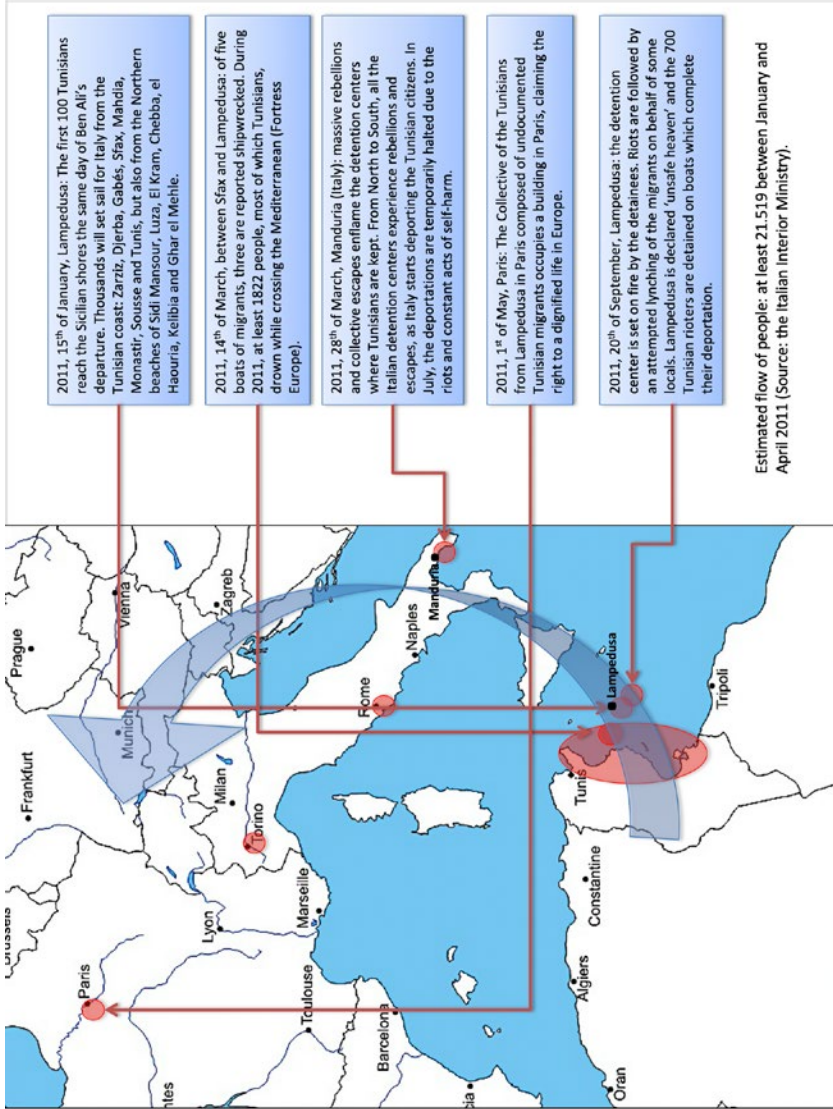 2011, 15th of January, Lampedusa: The first 100 Tunisians
reach the Sicilian shores the same day of Ben Ali's
departure. Thousands will set sail for Italy from the
Tunisian coast: Zarziz, Djerba, Gabés, Sfax, Mahdia,
Monastir, Sousse and Tunis, but also from the Northern
beaches of Sidi Mansour, Luza, El Kram, Chebba, el
Haouria, Kelibia and Ghar el Mehle.
2011, 14th of March, between Sfax and Lampedusa: of five
boats of migrants, three are reported shipwrecked. During
2011, at least 1822 people, most of which Tunisians,
drown while crossing the Mediterranean (Fortress
Europe).
2011, 28th of March, Manduria (Italy): massive rebellions
and collective escapes enflame the detention centers
where Tunisians are kept. From North to South, all the
Italian detention centers experience rebellions and
escapes, as Italy starts deporting the Tunisian citizens. In
July, the deportations are temporarily halted due to the
riots and constant acts of self-harm.
2011, 1st of May, Paris: The Collective of the Tunisians
from Lampedusa in Paris composed of undocumented
Tunisian migrants occupies a building in Paris, claiming the
right to a dignified life in Europe.
2011, 20th of September, Lampedusa: the detention
center is set on fire by the detainees. Riots are followed by
an attempted lynching of the migrants on behalf of some
locals. Lampedusa is declared 'unsafe heaven' and the 700
Tunisian rioters are detained on boats which complete
their deportation.
Estimated flow of people: at least 21.519 between January and
April 2011 (Source: the Italian Interior Ministry).
Prague
Frankfurt
Paris
Vienna
Munich
Zagreb
Milan
Torino
Lyon
Marseille
Toulouse
Barcelona
Rome
Naples
Manduria
Lampedusa
Tunis
Tripoli
Constantine
Algiers
Oran
ntes
cia